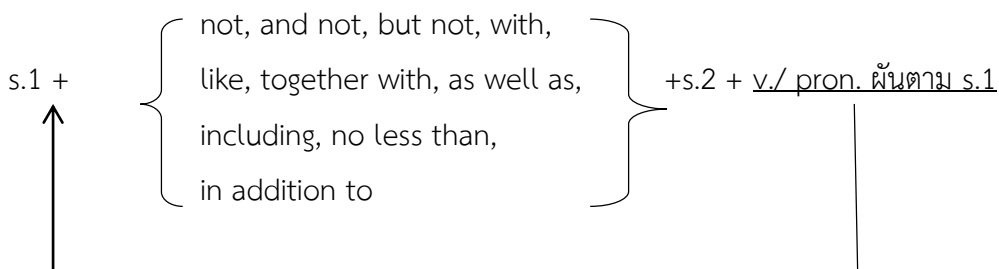 not, and not, but not, with,
s.1 + like, together with, as well as, +s.2 + v./ pron. ผันตาม s.1
including, no less than,
in addition to